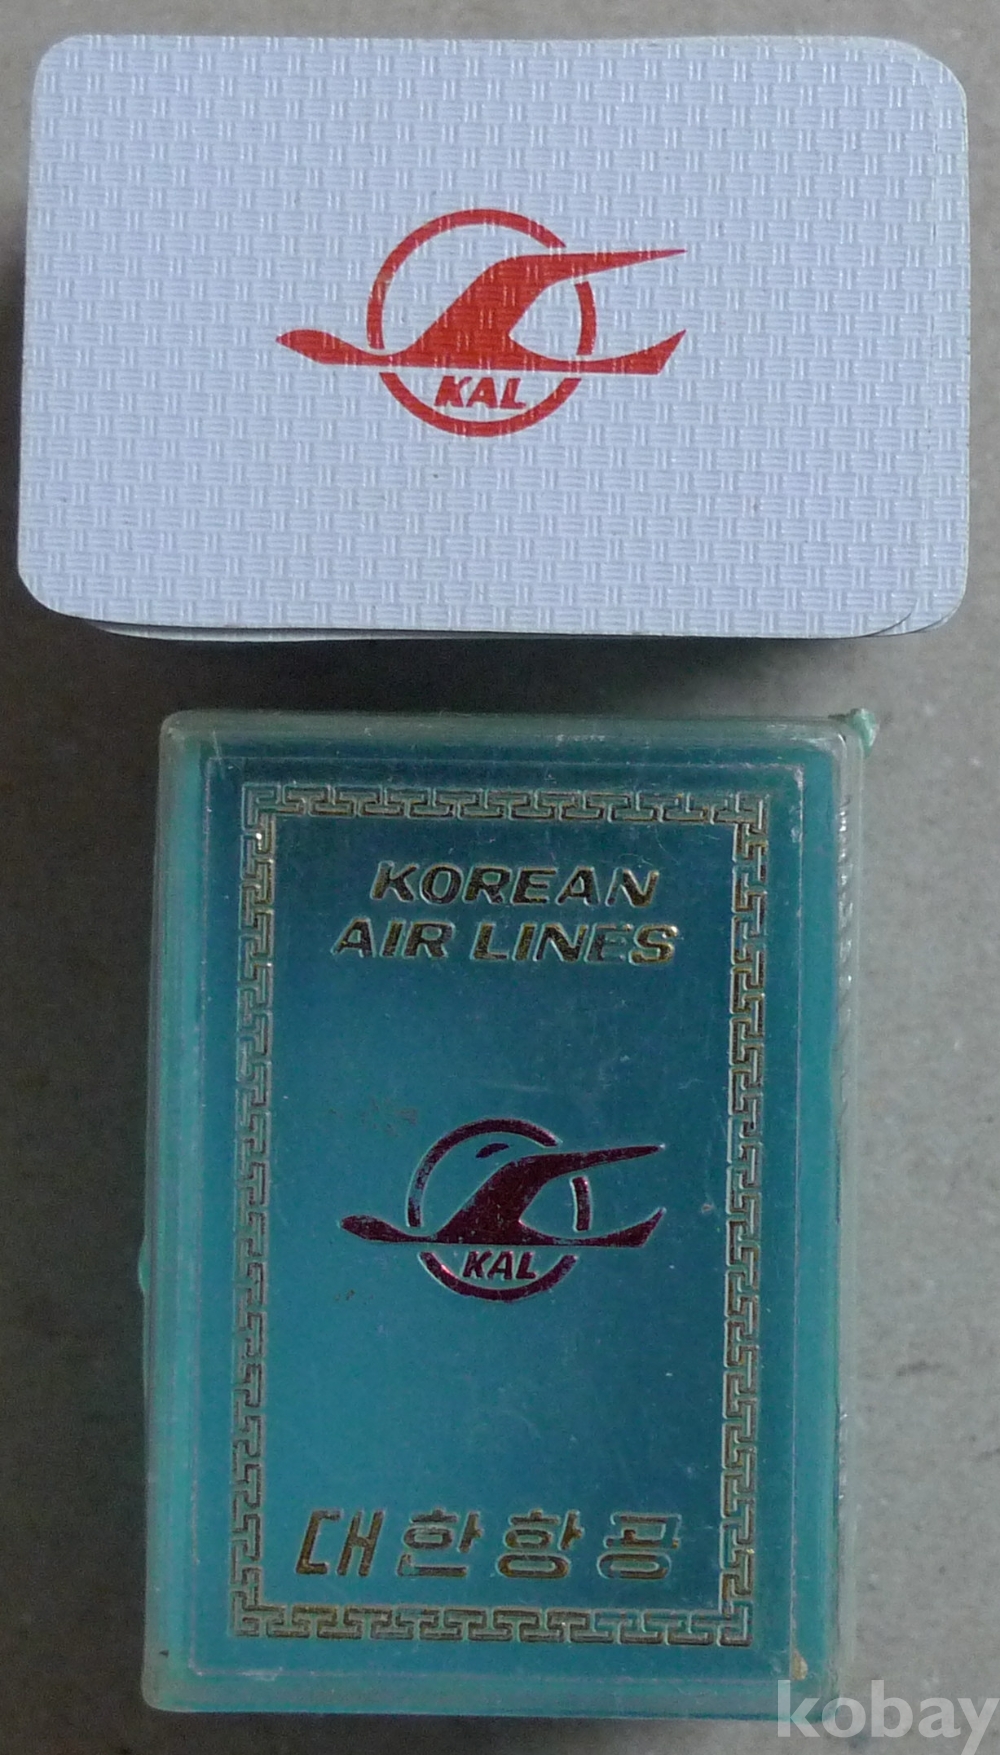 KAL
KOREAN
AIR LINES
KAL
대한항공
kobay